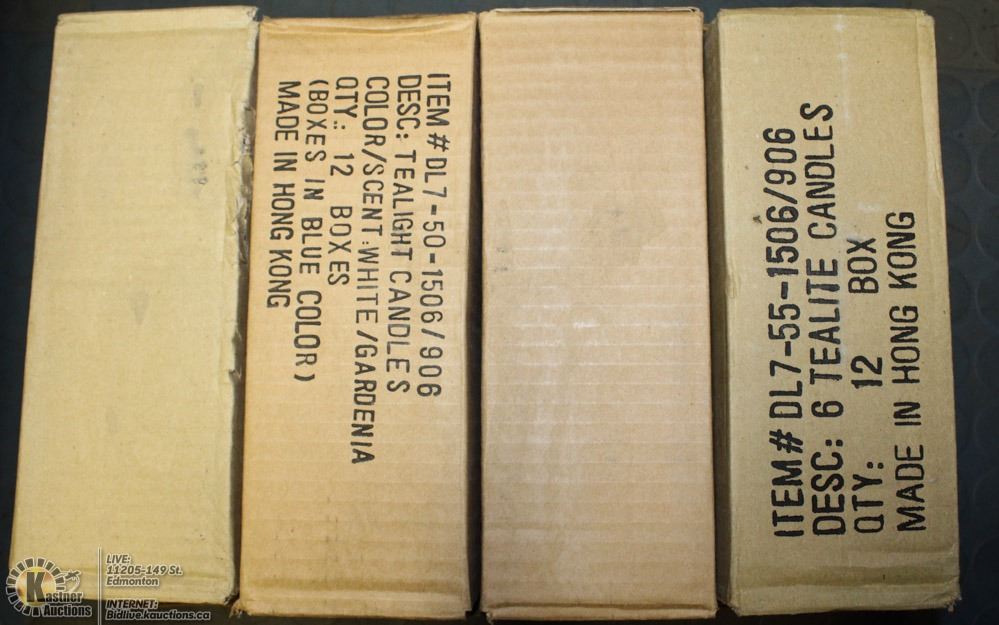 ITEM # DL7-50-1506/906
DESC: TEALIGHT CANDLES
COLOR/SCENT:WHITE/GARDENIA
QTY.: 12 BOXES
(BOXES IN BLUE COLOR)
MADE IN HONG KONG
ITEM# DL7-55-1506/906
DESC: 6 TEALITE CANDLES
QTY: 12 BOX
MADE IN HONG KONG
Kastner
Auctions
LIVE:
11205-149 St.
Edmonton
INTERNET:
Bidlive.kauctions.ca